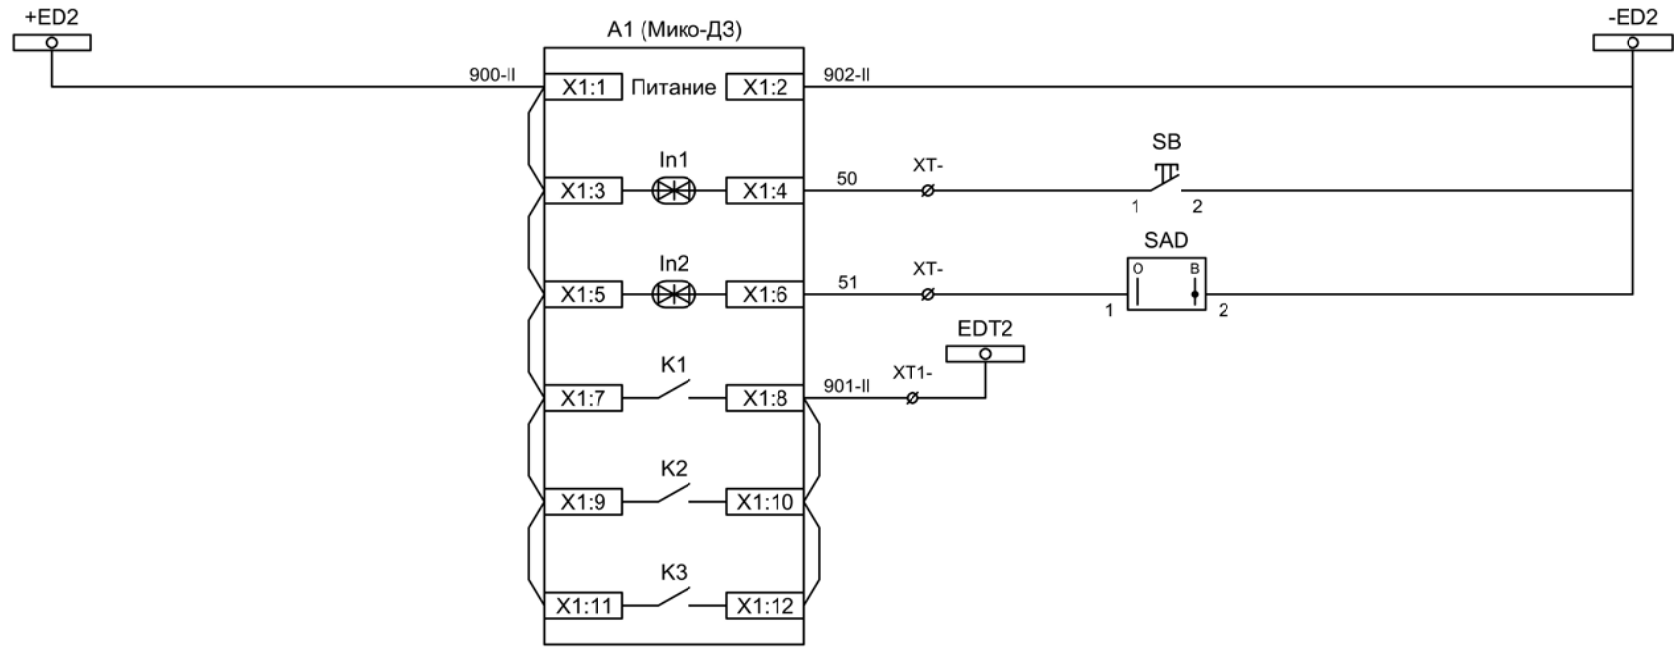 +ED2
-ED2
A1 (Мико-ДЗ)
900-II
X1:1
Питание
X1:2
902-II
In1
SB
X1:3
X1:4
50
XT-
1
2
In2
SAD
O
B
X1:5
X1:6
51
XT-
1
2
EDT2
K1
X1:7
X1:8
901-II
XT1-
K2
X1:9
X1:10
K3
X1:11
X1:12